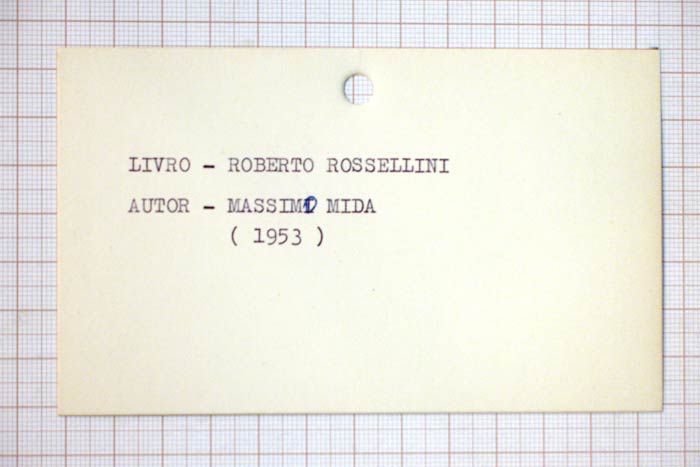 LIVRO - ROBERTO ROSSELLINI
AUTOR - MASSIMO MIDA
( 1953 )